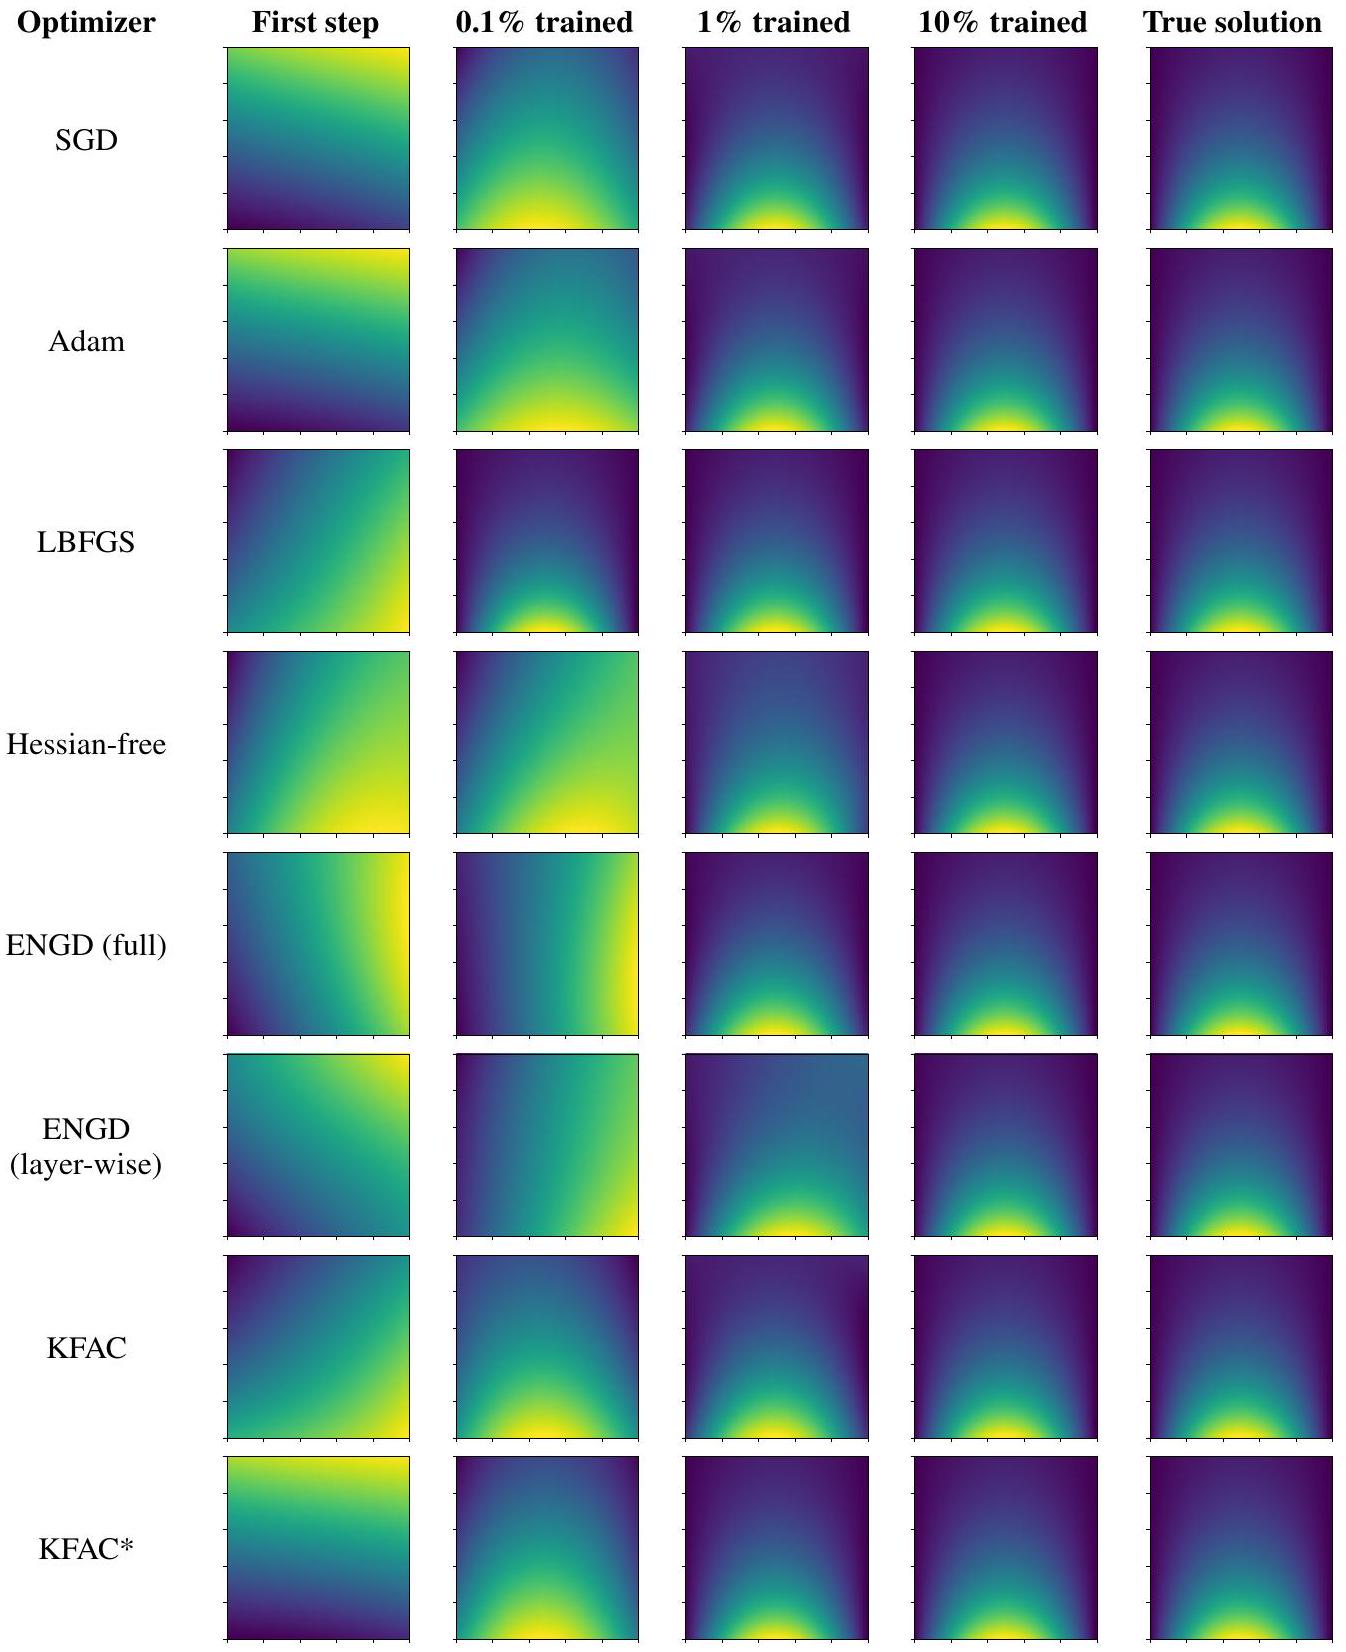 Optimizer First step 0.1% trained 1% trained 10% trained True solution
SGD
Adam
LBFGS
Hessian-free
ENGD (full)
ENGD
(layer-wise)
KFAC
KFAC*